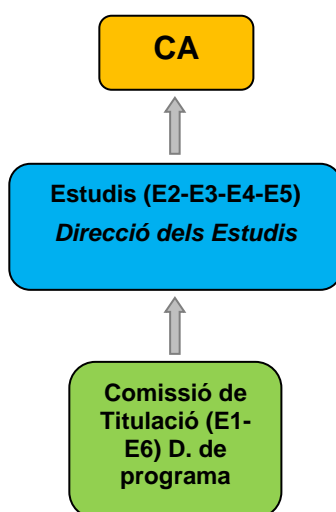 CA
Estudis (E2-E3-E4-E5)
Direcció dels Estudis
Comissió de
Titulació (E1-
E6) D. de
programa